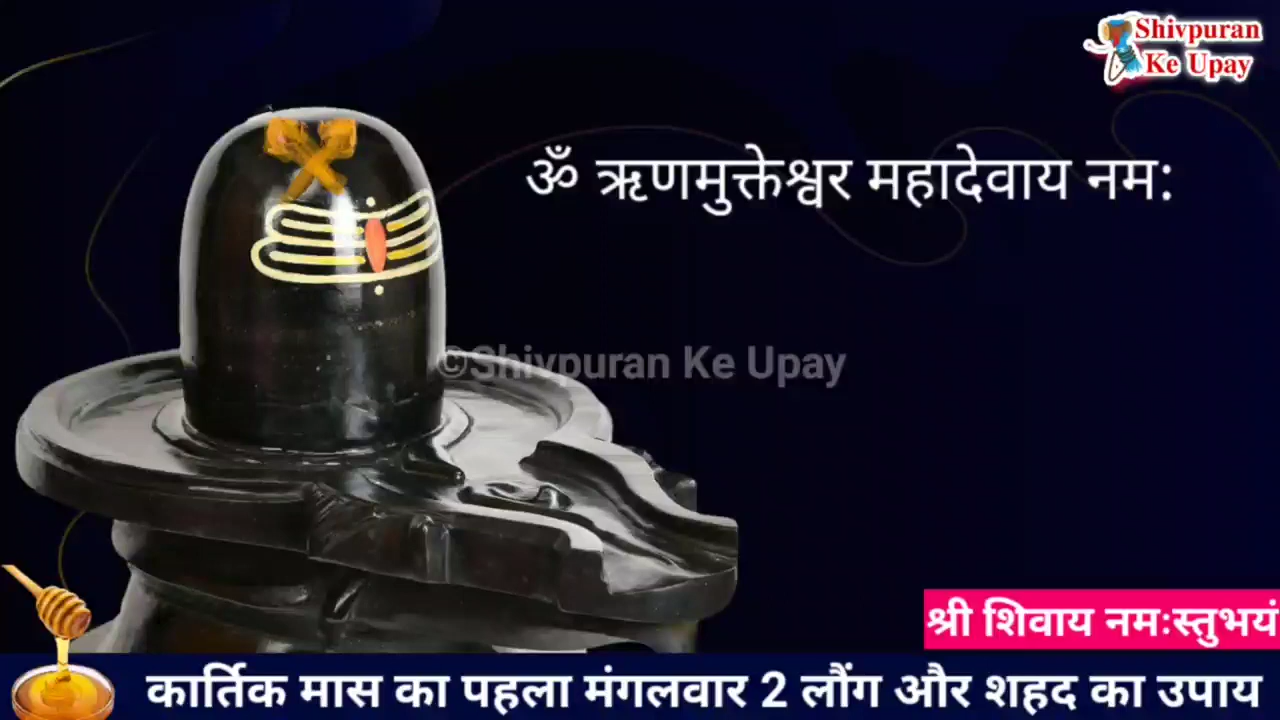 Shivpuran
Ke Upay
ॐ ऋणमुक्तेश्वर महादेवाय नम:
©Shivpuran Ke Upay
श्री शिवाय नमःस्तुभयं
कार्तिक मास का पहला मंगलवार 2 लौंग और शहद का उपाय